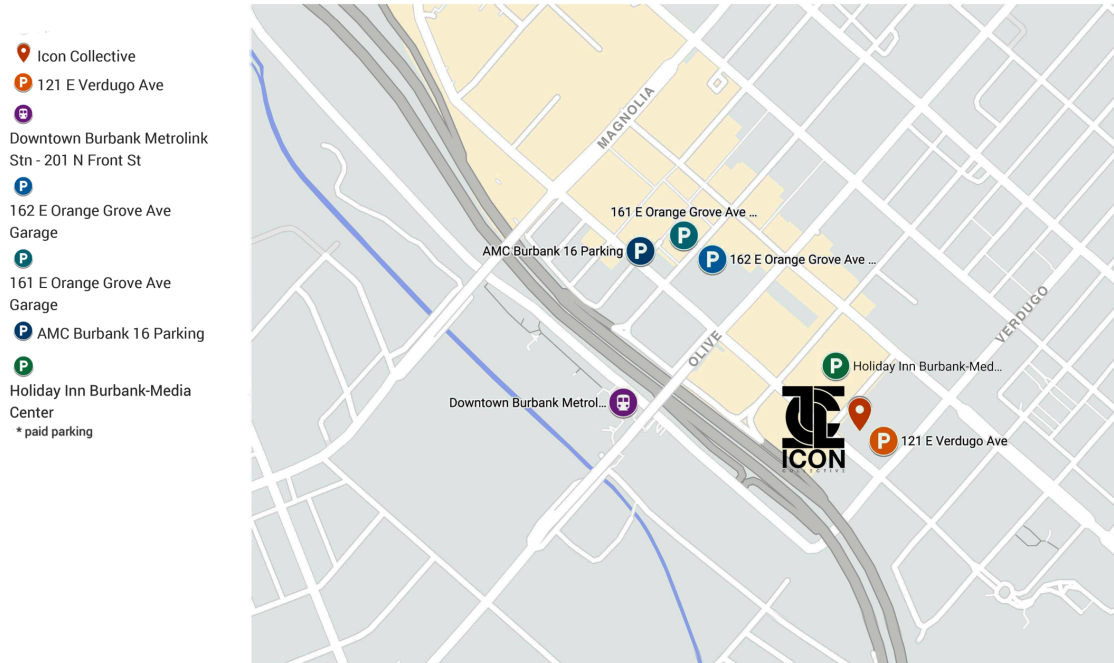 Icon Collective
P 121 E Verdugo Ave
Downtown Burbank Metrolink
Stn - 201 N Front St
P
162 E Orange Grove Ave
Garage
P
161 E Orange Grove Ave
Garage
P AMC Burbank 16 Parking
P
Holiday Inn Burbank-Media
Center
* paid parking
MAGNOLIA
161 E Orange Grove Ave ...
AMC Burbank 16 Parking P
P
P 162 E Orange Grove Ave ...
VERDUGO
OLIVE
P Holiday Inn Burbank-Med...
Downtown Burbank Metrol...
P 121 E Verdugo Ave
ICON
COLLECTIVE